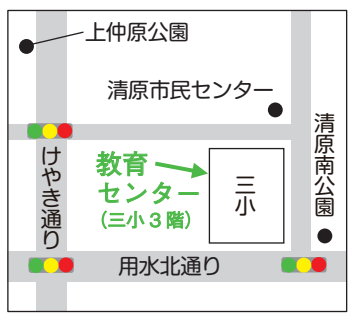 上仲原公園
清原市民センター
清原南公園
けやき通り
教育
センター
(三小3階)
三小
用水北通り